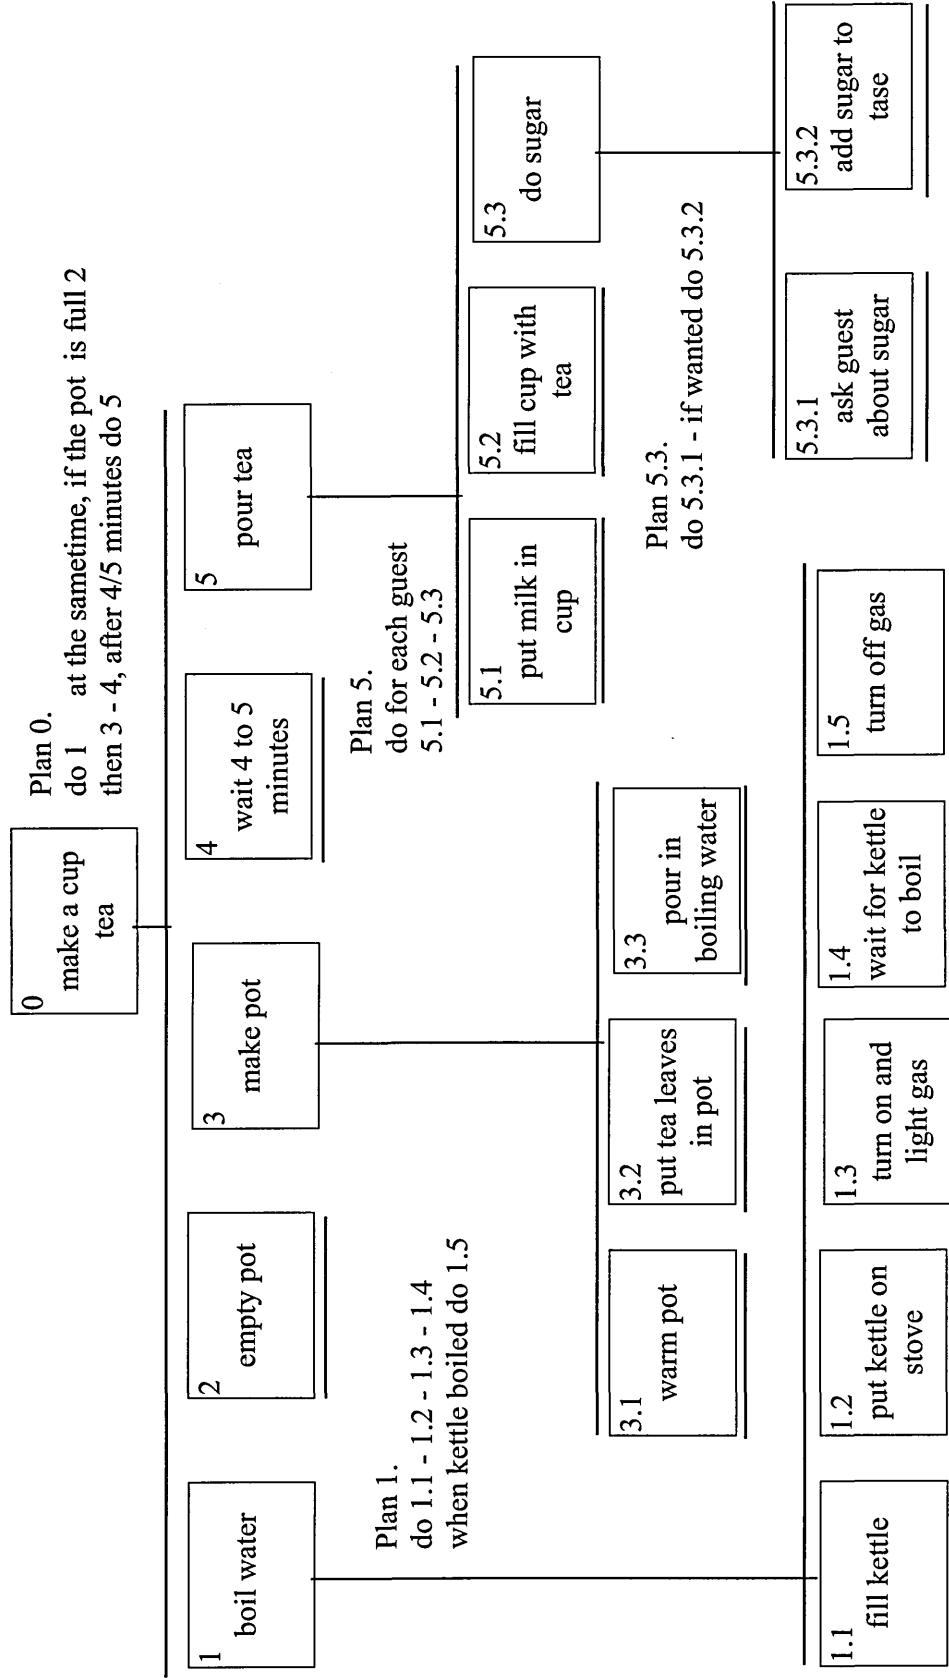 0
make a cup
tea
Plan 0.
do 1 at the sametime, if the pot is full 2
then 3 - 4, after 4/5 minutes do 5
1
boil water
2
empty pot
3
make pot
4
wait 4 to 5
minutes
5
pour tea
Plan 1.
do 1.1 - 1.2 - 1.3 - 1.4
when kettle boiled do 1.5
Plan 5.
do for each guest
5.1 - 5.2 - 5.3
5.1
put milk in
cup
5.2
fill cup with
tea
5.3
do sugar
3.1
warm pot
3.2
put tea leaves
in pot
3.3
pour in
boiling water
Plan 5.3.
do 5.3.1 - if wanted do 5.3.2
5.3.1
ask guest
about sugar
5.3.2
add sugar to
tase
1.1
fill kettle
1.2
put kettle on
stove
1.3
turn on and
light gas
1.4
wait for kettle
to boil
1.5
turn off gas